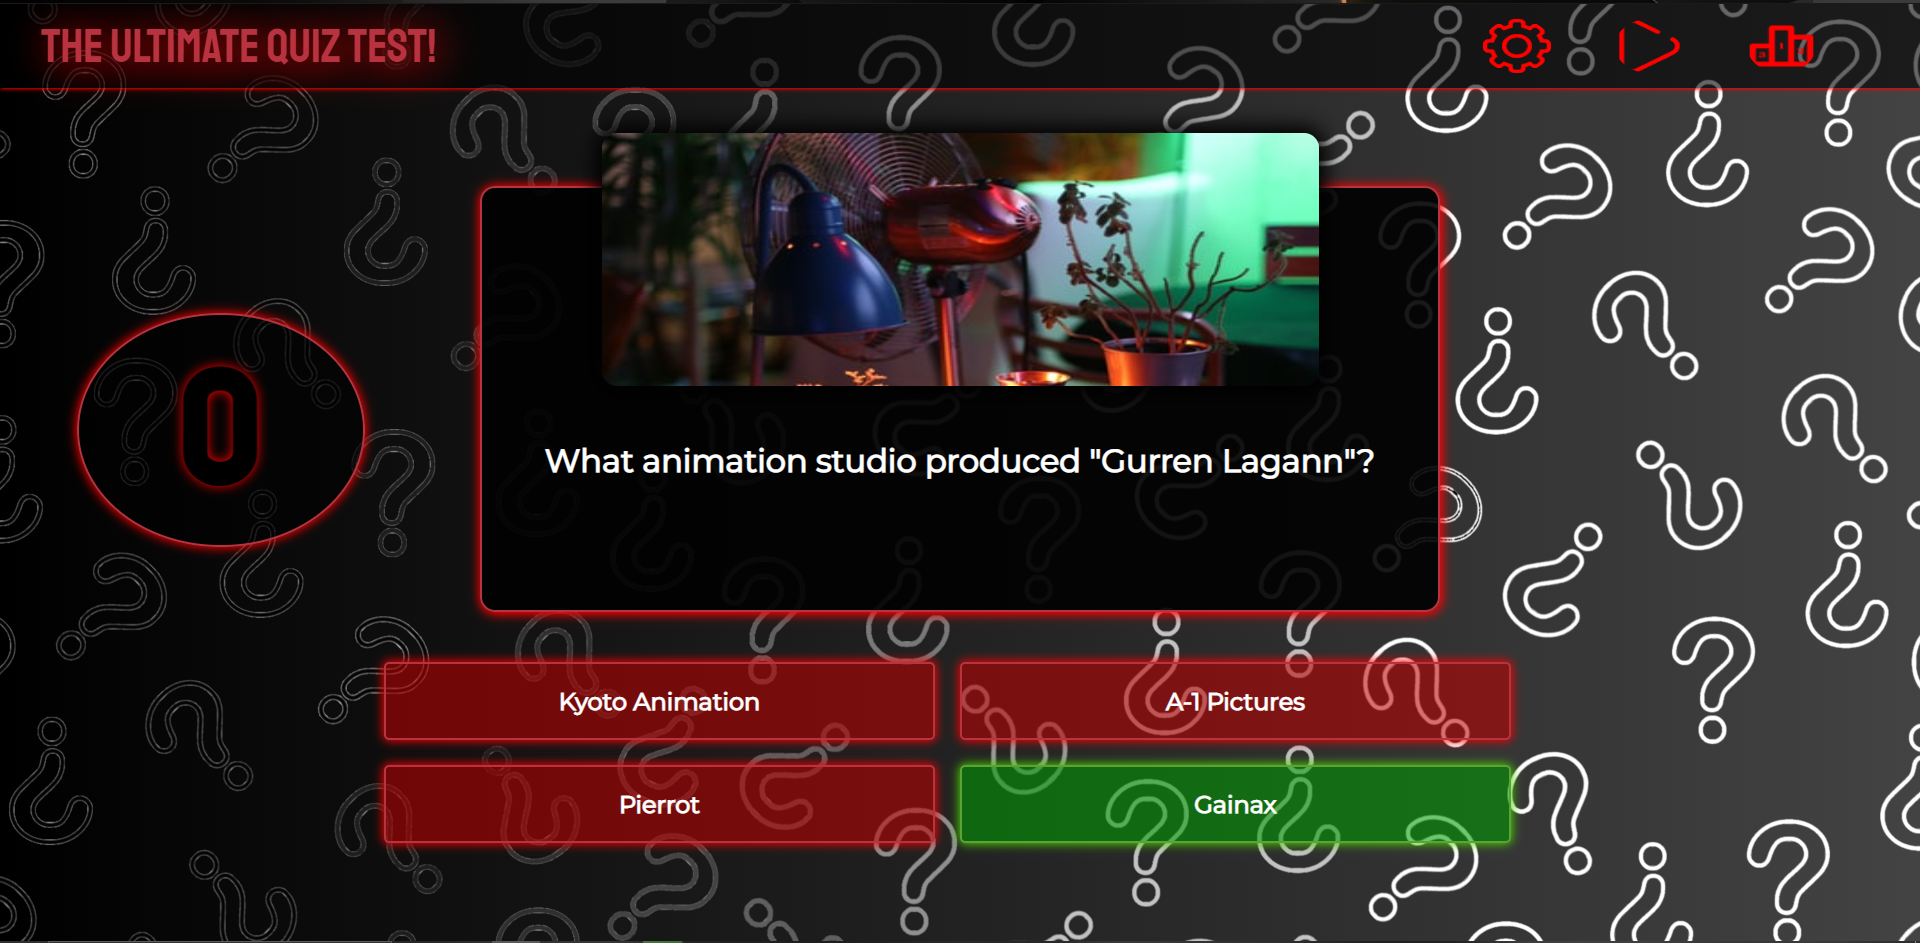 THE ULTIMATE QUIZ TEST!
0
What animation studio produced "Gurren Lagann"?
Kyoto Animation
A-1 Pictures
Pierrot
Gainax